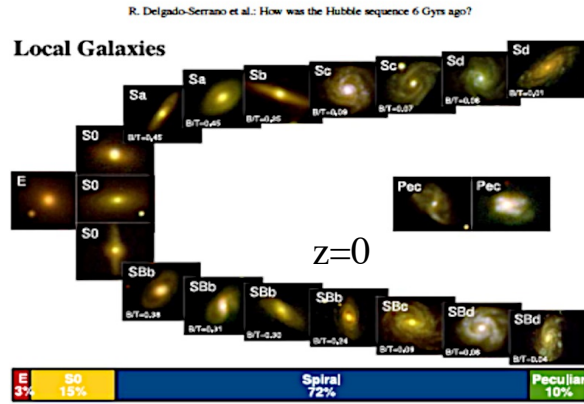 R. Delgado-Serrano et al.: How was the Hubble sequence 6 Gyrs ago?
Local Galaxies
Sa
B/T=0.45
Sa
B/T=0.45
Sb
B/T=0.35
Sc
B/T=0.09
Sc
B/T=0.07
Sd
B/T=0.06
Sd
B/T=0.01
S0
E
S0
S0
Pec
Pec
z=0
SBb
B/T=0.38
SBb
B/T=0.31
SBb
B/T=0.30
SBb
B/T=0.24
SBc
B/T=0.09
SBd
B/T=0.06
SBd
B/T=0.04
E
3%
S0
15%
Spiral
72%
Peculiar
10%